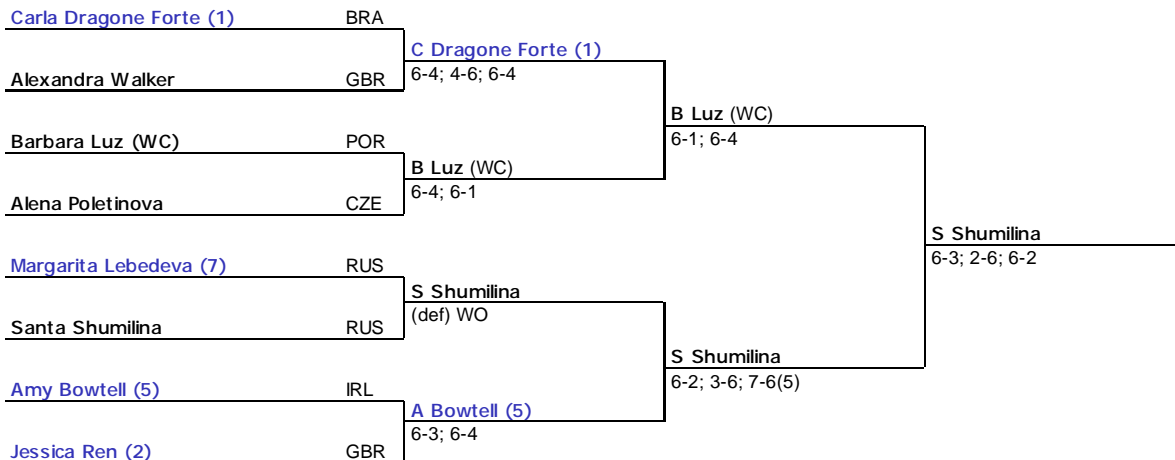 Carla Dragone Forte (1) BRA
C Dragone Forte (1)
Alexandra Walker GBR
6-4; 4-6; 6-4
B Luz (WC)
Barbara Luz (WC) POR
6-1; 6-4
B Luz (WC)
Alena Poletinova CZE
6-4; 6-1
S Shumilina
Margarita Lebedeva (7) RUS
6-3; 2-6; 6-2
S Shumilina
Santa Shumilina RUS
(def) WO
S Shumilina
Amy Bowtell (5) IRL
6-2; 3-6; 7-6(5)
A Bowtell (5)
Jessica Ren (2) GBR
6-3; 6-4